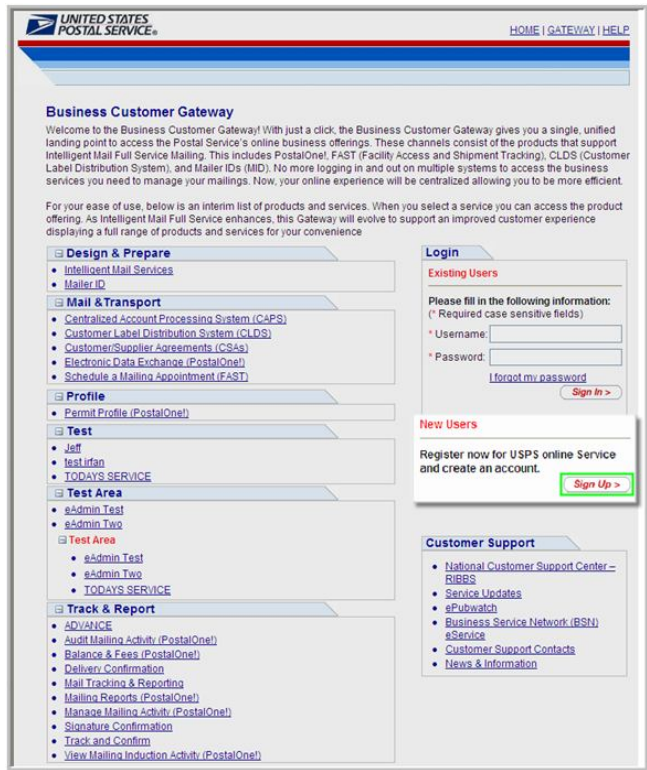 UNITED STATES
POSTAL SERVICE®
HOME | GATEWAY | HELP
Business Customer Gateway
Welcome to the Business Customer Gateway! With just a click, the Business Customer Gateway gives you a single, unified
landing point to access the Postal Service's online business offerings. These channels consist of the products that support
Intelligent Mail Full Service Mailing. This includes PostalOne!, FAST (Facility Access and Shipment Tracking), CLDS (Customer
Label Distribution System), and Mailer IDs (MID). No more logging in and out on multiple systems to access the business
services you need to manage your mailings. Now, your online experience will be centralized allowing you to be more efficient.
For your ease of use, below is an interim list of products and services. When you select a service you can access the product
offering. As Intelligent Mail Full Service enhances, this Gateway will evolve to support an improved customer experience
displaying a full range of products and services for your convenience
Design & Prepare
Intelligent Mail Services
Mailer ID
Mail &Transport
Centralized Account Processing System (CAPS)
Customer Label Distribution System (CLDS)
Customer/Supplier Agreements (CSAs)
Electronic Data Exchange (PostalOne!)
Schedule a Mailing Appointment (FAST)
Profile
Permit Profile (PostalOne!)
Test
Jeff
test irfan
TODAYS SERVICE
Test Area
eAdmin Test
eAdmin Two
Test Area
eAdmin Test
eAdmin Two
TODAYS SERVICE
Track & Report
ADVANCE
Audit Mailing Activity (PostalOne!)
Balance & Fees (PostalOne!)
Delivery Confirmation
Mail Tracking & Reporting
Mailing Reports (PostalOne!)
Manage Mailing Activity (PostalOne!)
Signature Confirmation
Track and Confirm
View Mailing Induction Activity (PostalOne!)
Login
Existing Users
Please fill in the following information:
(* Required case sensitive fields)
* Username:
* Password:
I forgot my password
Sign In >
New Users
Register now for USPS online Service
and create an account.
Sign Up >
Customer Support
National Customer Support Center –
RIBBS
Service Updates
ePubwatch
Business Service Network (BSN)
eService
Customer Support Contacts
News & Information